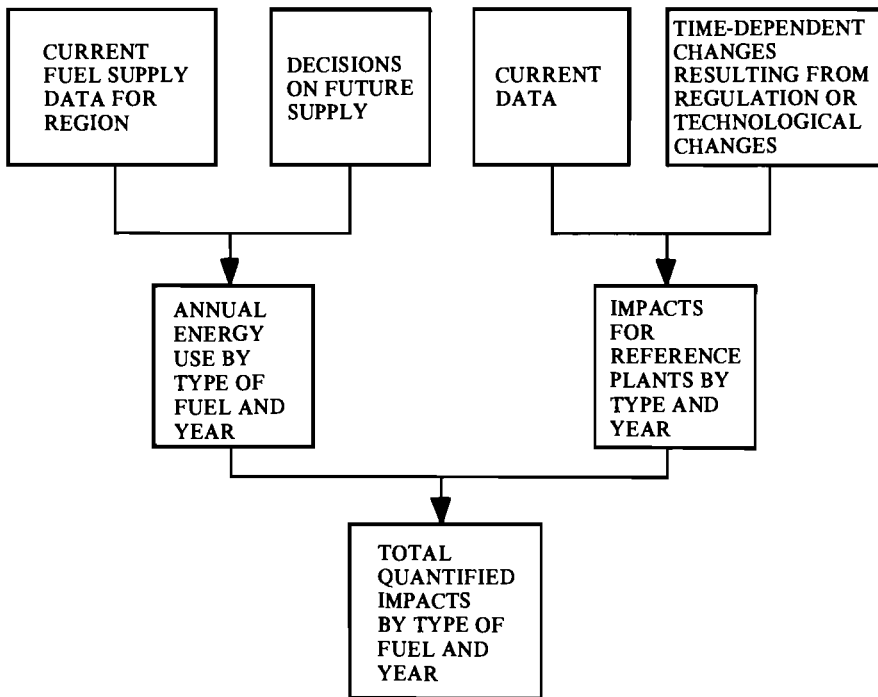 CURRENT
FUEL SUPPLY
DATA FOR
REGION
DECISIONS
ON FUTURE
SUPPLY
CURRENT
DATA
TIME-DEPENDENT
CHANGES
RESULTING FROM
REGULATION OR
TECHNOLOGICAL
CHANGES
ANNUAL
ENERGY
USE BY
TYPE OF
FUEL AND
YEAR
IMPACTS
FOR
REFERENCE
PLANTS BY
TYPE AND
YEAR
TOTAL
QUANTIFIED
IMPACTS
BY TYPE OF
FUEL AND
YEAR